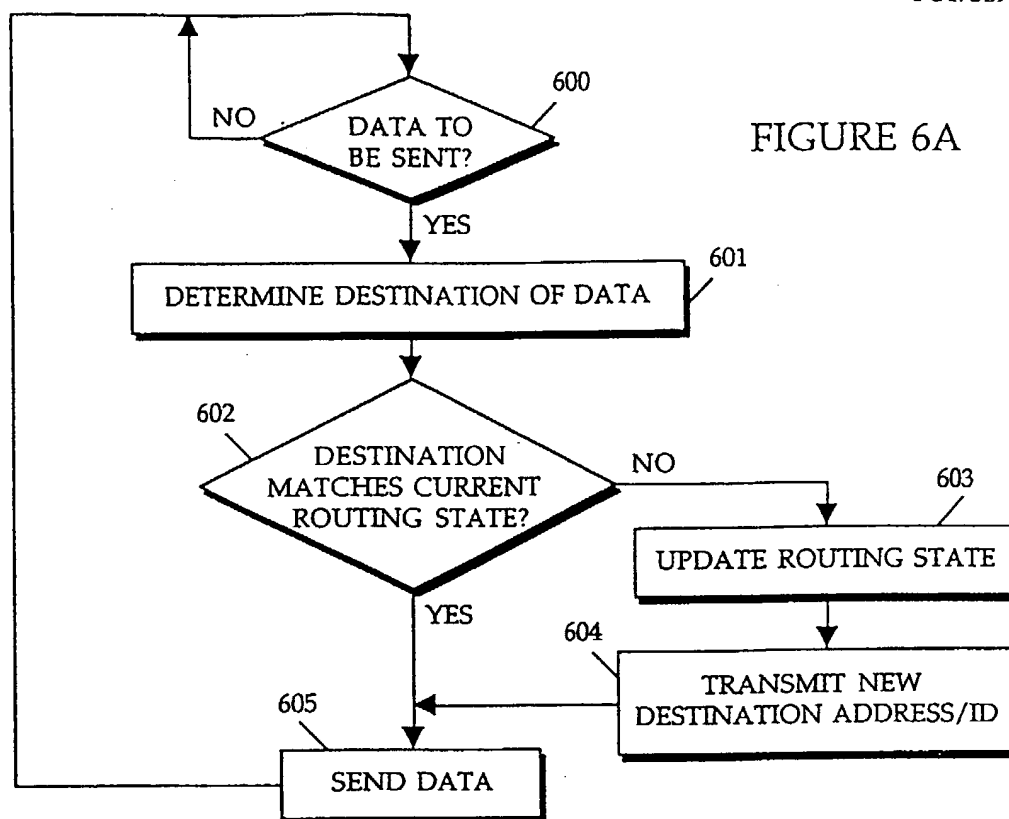 600
NO
DATA TO
BE SENT?
FIGURE 6A
YES
601
DETERMINE DESTINATION OF DATA
602
DESTINATION
MATCHES CURRENT
ROUTING STATE?
NO
603
UPDATE ROUTING STATE
YES
604
TRANSMIT NEW
DESTINATION ADDRESS/ID
605
SEND DATA